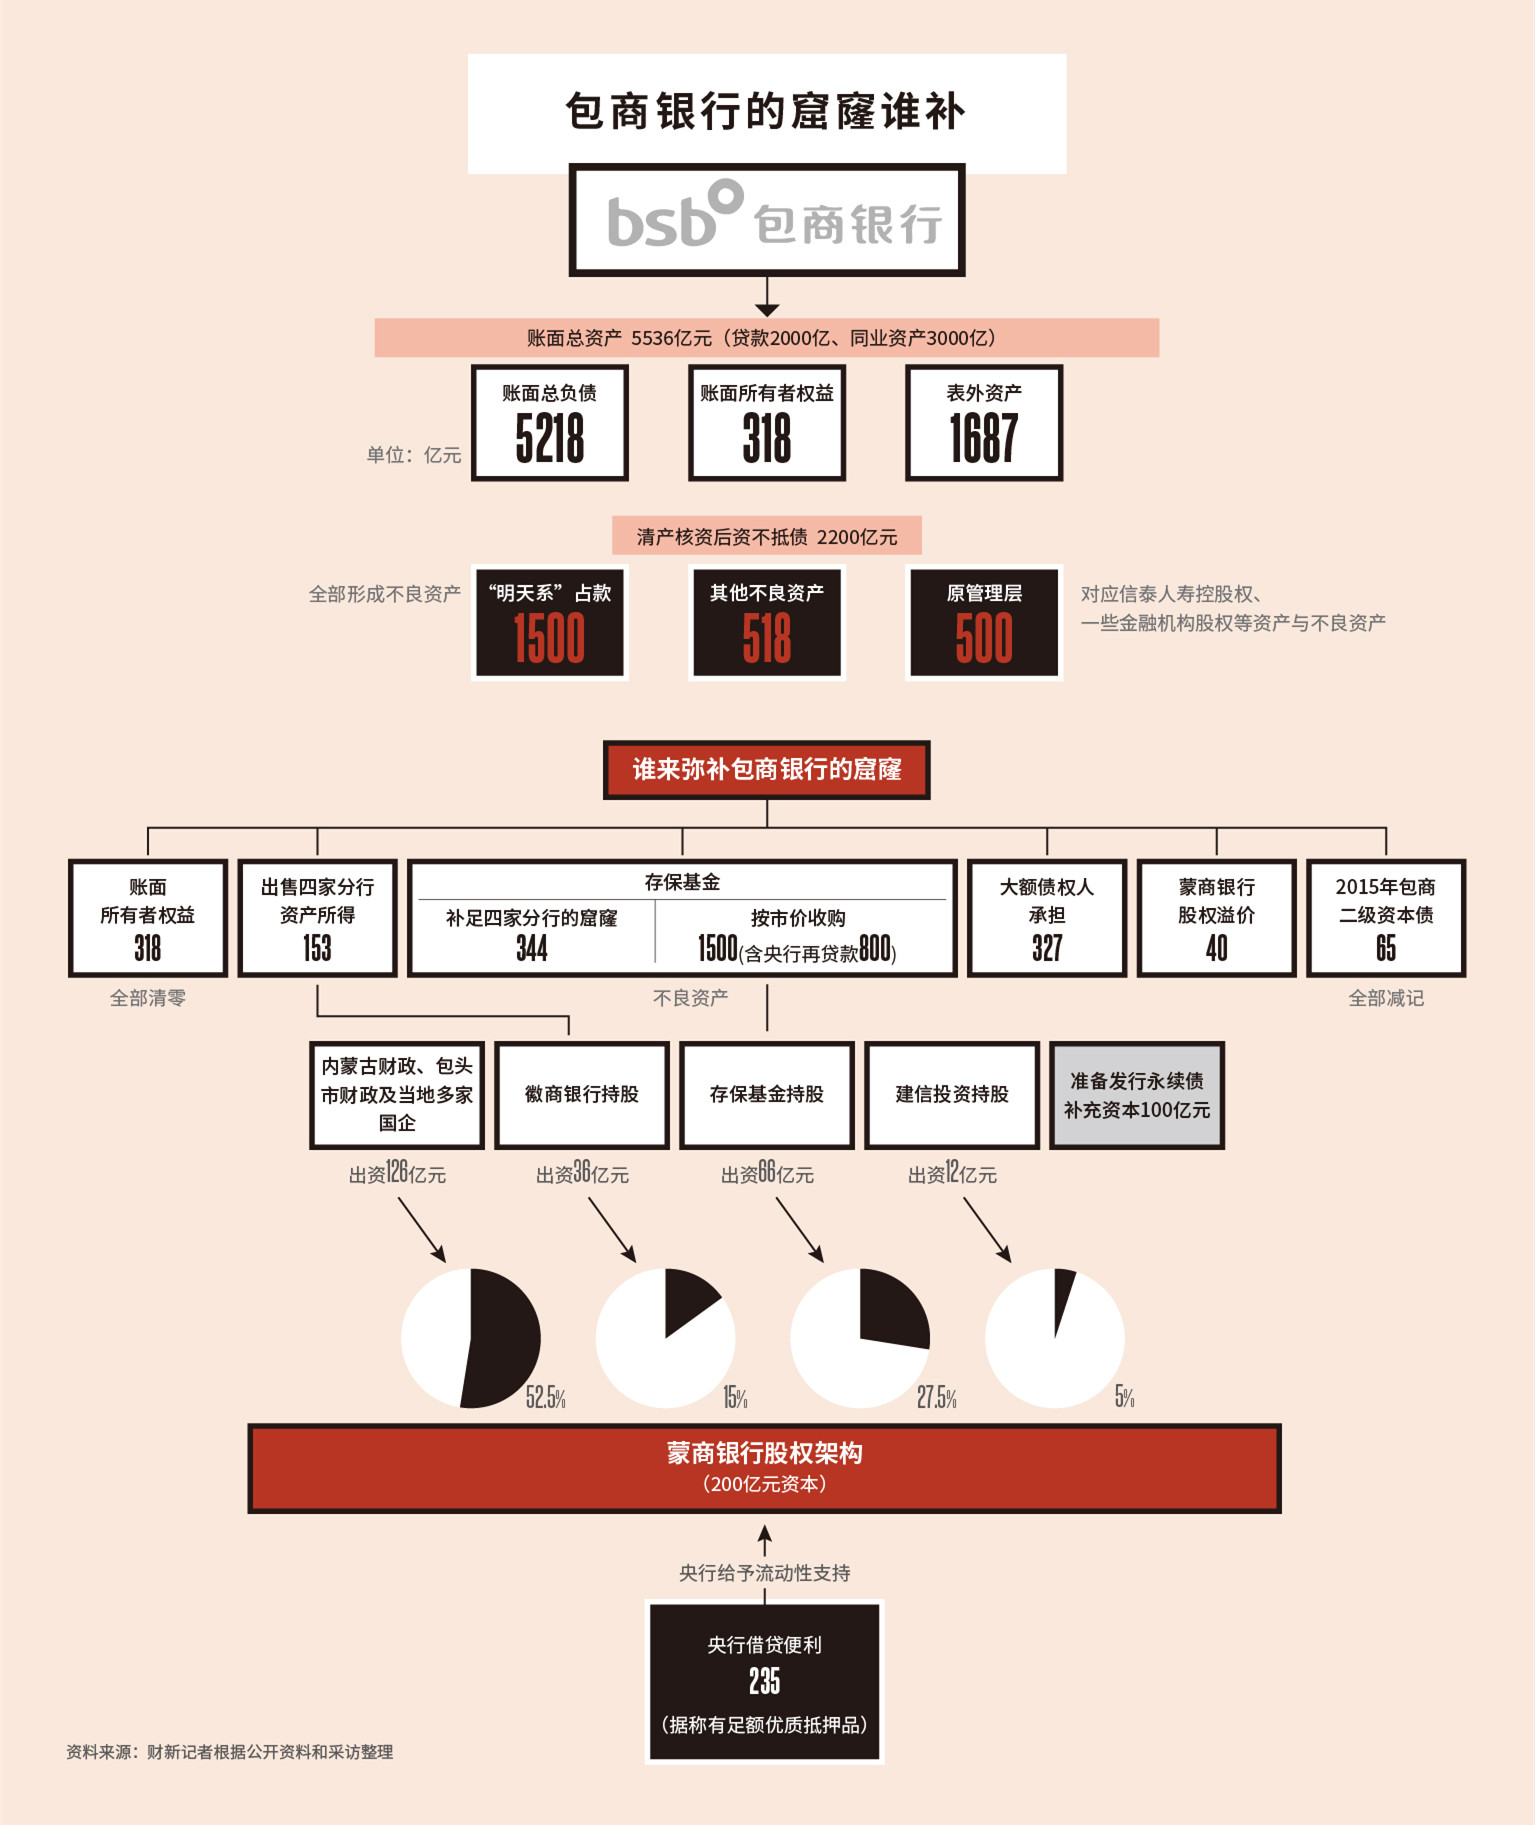 包商银行的窟窿谁补
bsb 包商银行
账面总资产 5536亿元（贷款2000亿、同业资产3000亿）
单位：亿元
账面总负债
5218
账面所有者权益
318
表外资产
1687
清产核资后资不抵债 2200亿元
全部形成不良资产
“明天系”占款
1500
其他不良资产
518
原管理层
500
对应信泰人寿控股权、
一些金融机构股权等资产与不良资产
谁来弥补包商银行的窟窿
账面
所有者权益
318
全部清零
出售四家分行
资产所得
153
存保基金
补足四家分行的窟窿
344
按市价收购
1500(含央行再贷款800)
不良资产
大额债权人
承担
327
蒙商银行
股权溢价
40
2015年包商
二级资本债
65
全部减记
内蒙古财政、包头
市财政及当地多家
国企
出资126亿元
徽商银行持股
出资36亿元
存保基金持股
出资66亿元
建信投资持股
出资12亿元
准备发行永续债
补充资本100亿元
52.5%
15%
27.5%
5%
蒙商银行股权架构
（200亿元资本）
央行给予流动性支持
央行借贷便利
235
（据称有足额优质抵押品）
资料来源：财新记者根据公开资料和采访整理